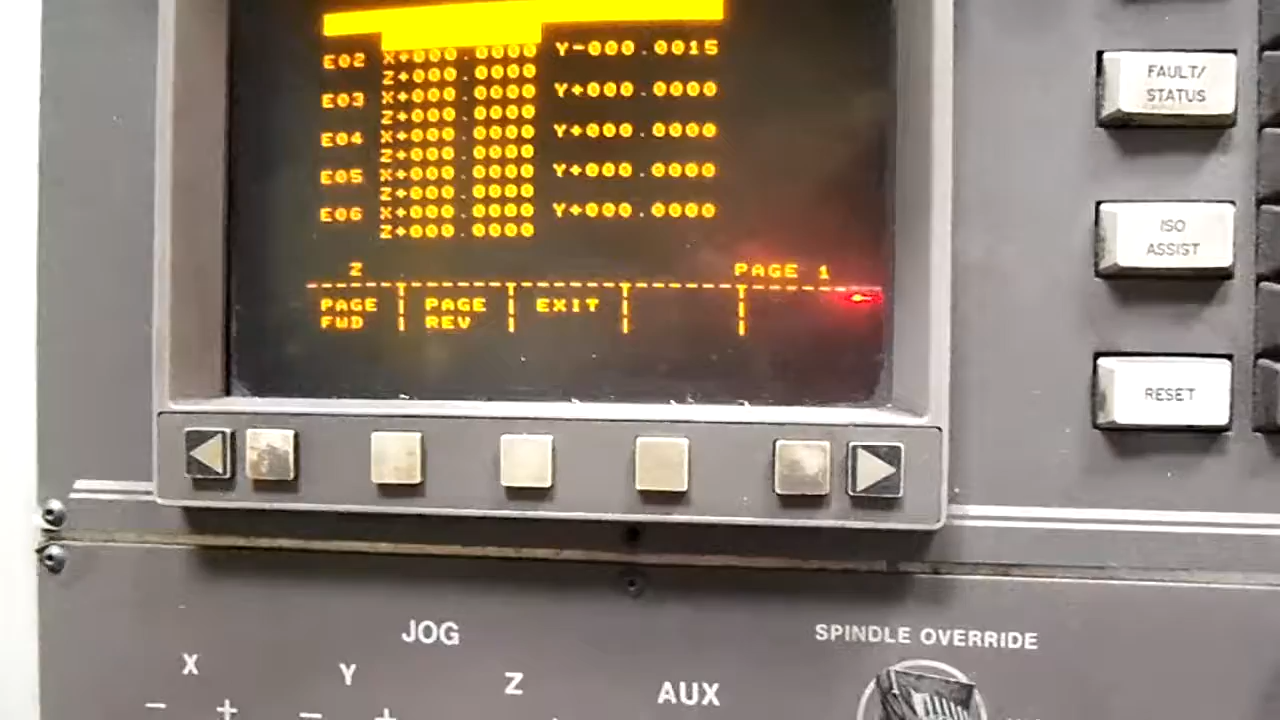 E02 X+000.0000 Y-000.0015
Z+000.0000
E03 X+000.0000 Y+000.0000
Z+000.0000
E04 X+000.0000 Y+000.0000
Z+000.0000
E05 X+000.0000 Y+000.0000
Z+000.0000
E06 X+000.0000 Y+000.0000
Z+000.0000
Z PAGE 1
PAGE FWD
PAGE REV
EXIT
FAULT/
STATUS
ISO
ASSIST
RESET
JOG
X Y Z AUX
- + - +
SPINDLE OVERRIDE